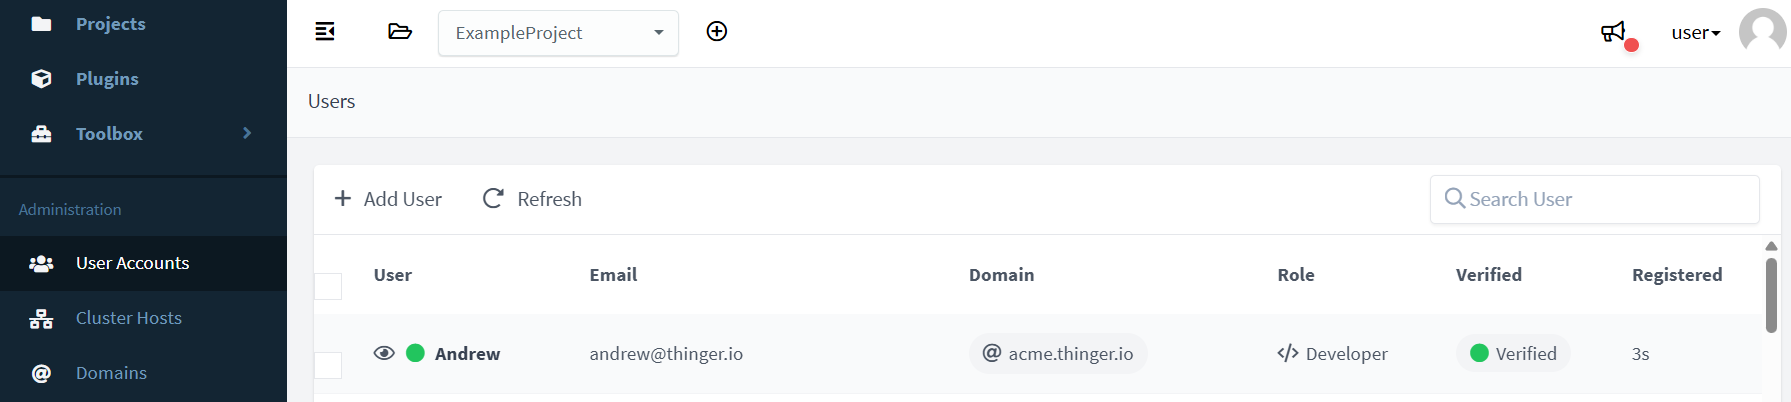 Projects
Plugins
Toolbox
Administration
User Accounts
Cluster Hosts
Domains
ExampleProject
user
Users
Add User Refresh Search User
User Email Domain Role Verified Registered
Andrew andrew@thinger.io @ acme.thinger.io </> Developer Verified 3s